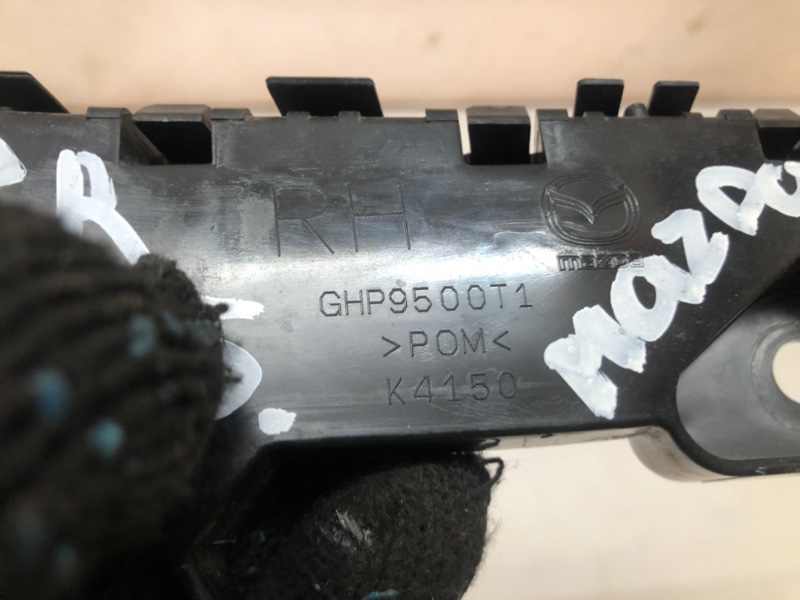 RH
mazda
GHP9500T1
>POM<
K4150
R
MAZDA